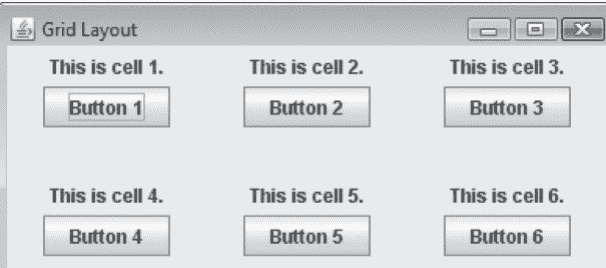 Grid Layout
This is cell 1. This is cell 2. This is cell 3.
Button 1 Button 2 Button 3
This is cell 4. This is cell 5. This is cell 6.
Button 4 Button 5 Button 6